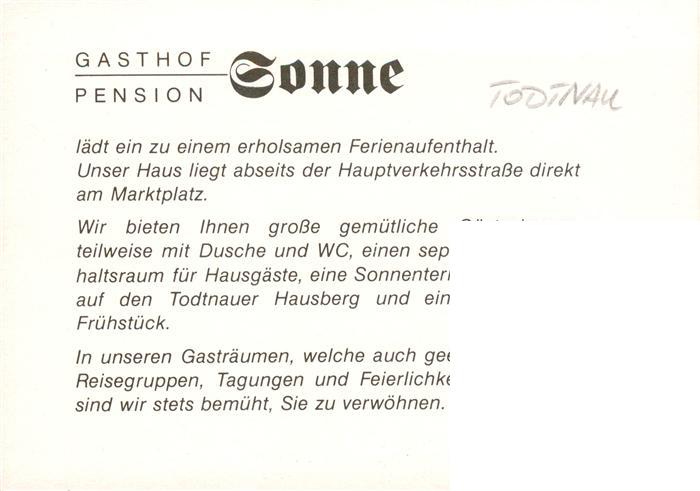 GASTHOF
PENSION
Sonne
TODTNAU
lädt ein zu einem erholsamen Ferienaufenthalt.
Unser Haus liegt abseits der Hauptverkehrsstraße direkt
am Marktplatz.
Wir bieten Ihnen große gemütliche
teilweise mit Dusche und WC, einen sep
haltsraum für Hausgäste, eine Sonnenter
auf den Todtnauer Hausberg und ein
Frühstück.
In unseren Gasträumen, welche auch gee
Reisegruppen, Tagungen und Feierlichke
sind wir stets bemüht, Sie zu verwöhnen.